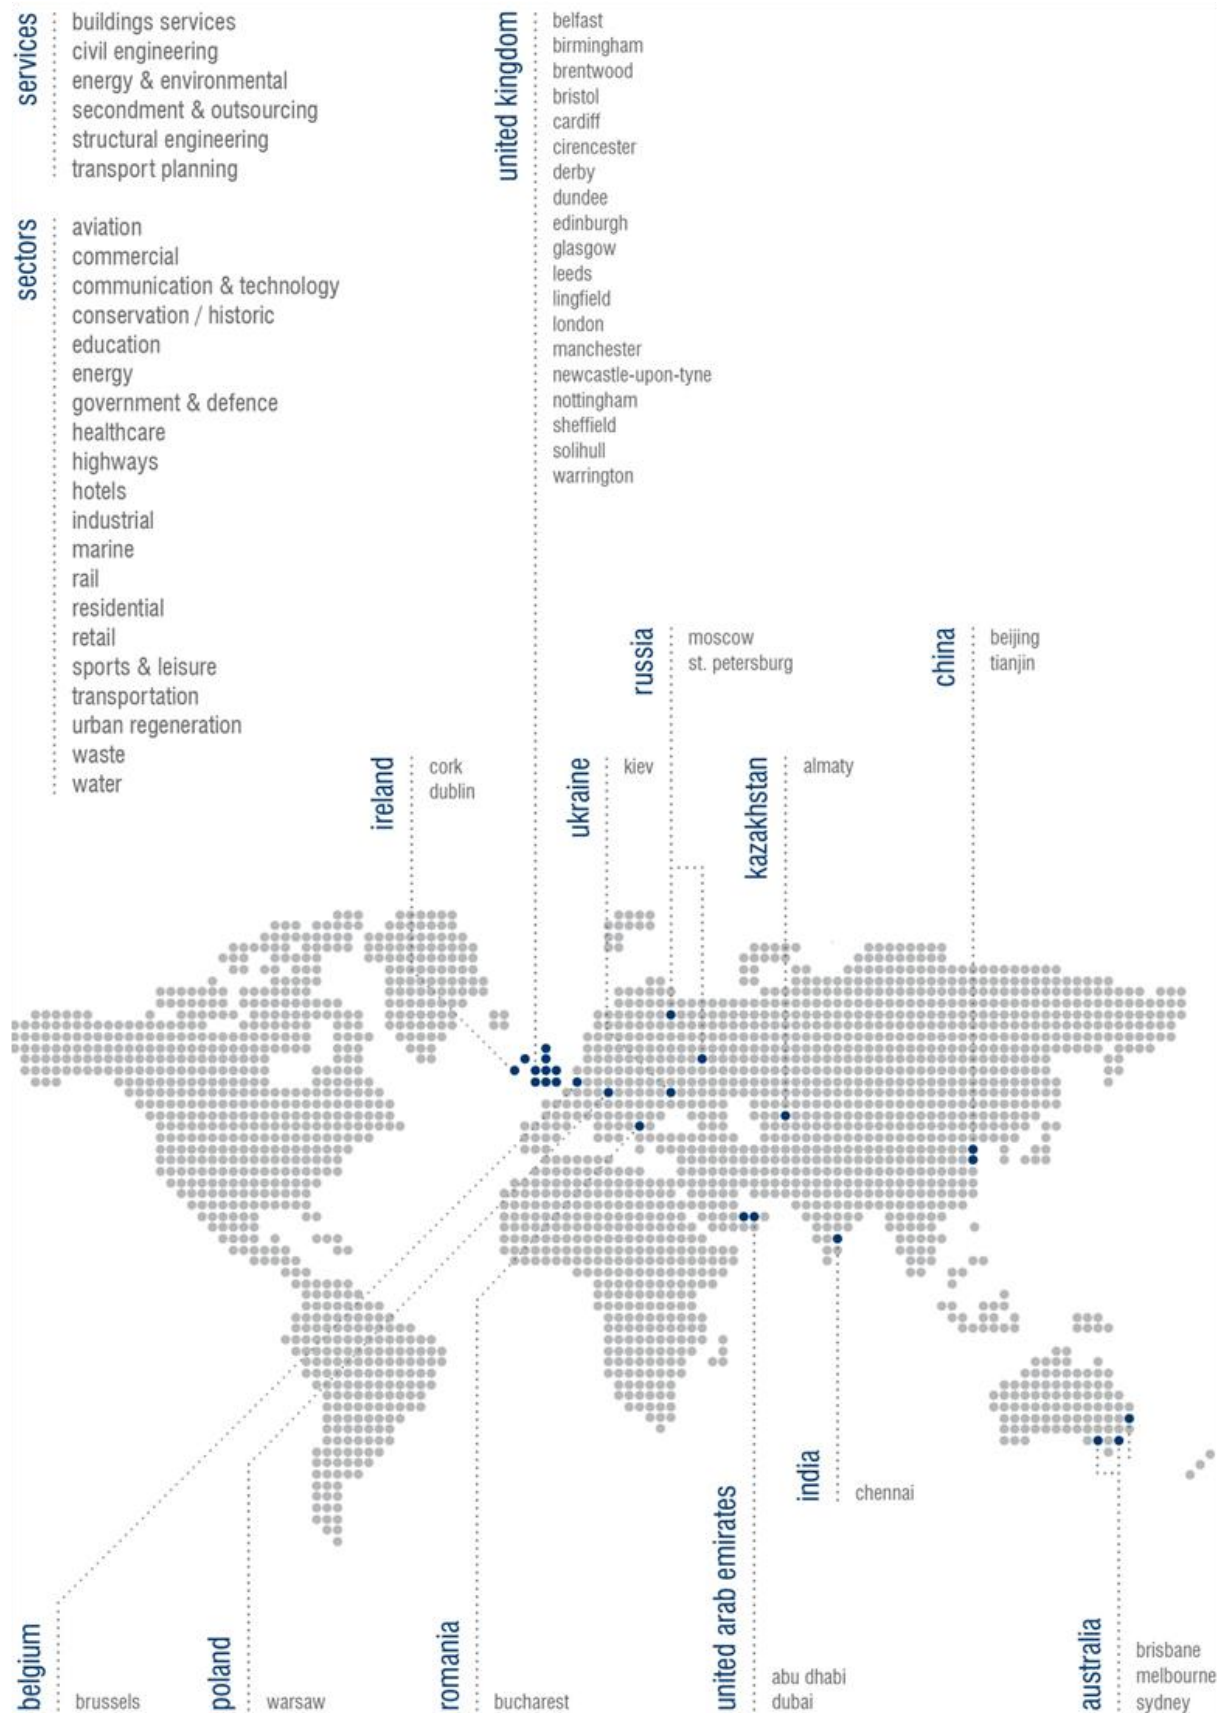 services
buildings services
civil engineering
energy & environmental
secondment & outsourcing
structural engineering
transport planning
sectors
aviation
commercial
communication & technology
conservation / historic
education
energy
government & defence
healthcare
highways
hotels
industrial
marine
rail
residential
retail
sports & leisure
transportation
urban regeneration
waste
water
united kingdom
belfast
birmingham
brentwood
bristol
cardiff
cirencester
derby
dundee
edinburgh
glasgow
leeds
lingfield
london
manchester
newcastle-upon-tyne
nottingham
sheffield
solihull
warrington
russia
moscow
st. petersburg
china
beijing
tianjin
ireland
cork
dublin
ukraine
kiev
kazakhstan
almaty
belgium
brussels
poland
warsaw
romania
bucharest
united arab emirates
abu dhabi
dubai
india
chennai
australia
brisbane
melbourne
sydney